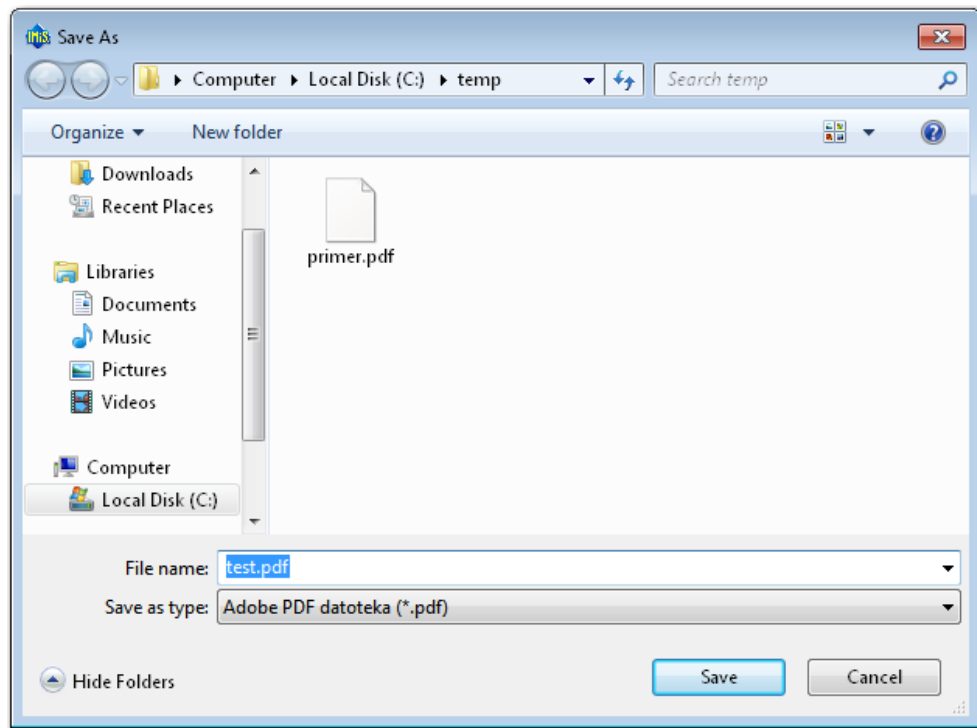 IMiS Save As
Computer Local Disk (C:) temp Search temp
Organize New folder
Downloads
Recent Places
primer.pdf
Libraries
Documents
Music
Pictures
Videos
Computer
Local Disk (C:)
File name: test.pdf
Save as type: Adobe PDF datoteka (*.pdf)
Hide Folders Save Cancel